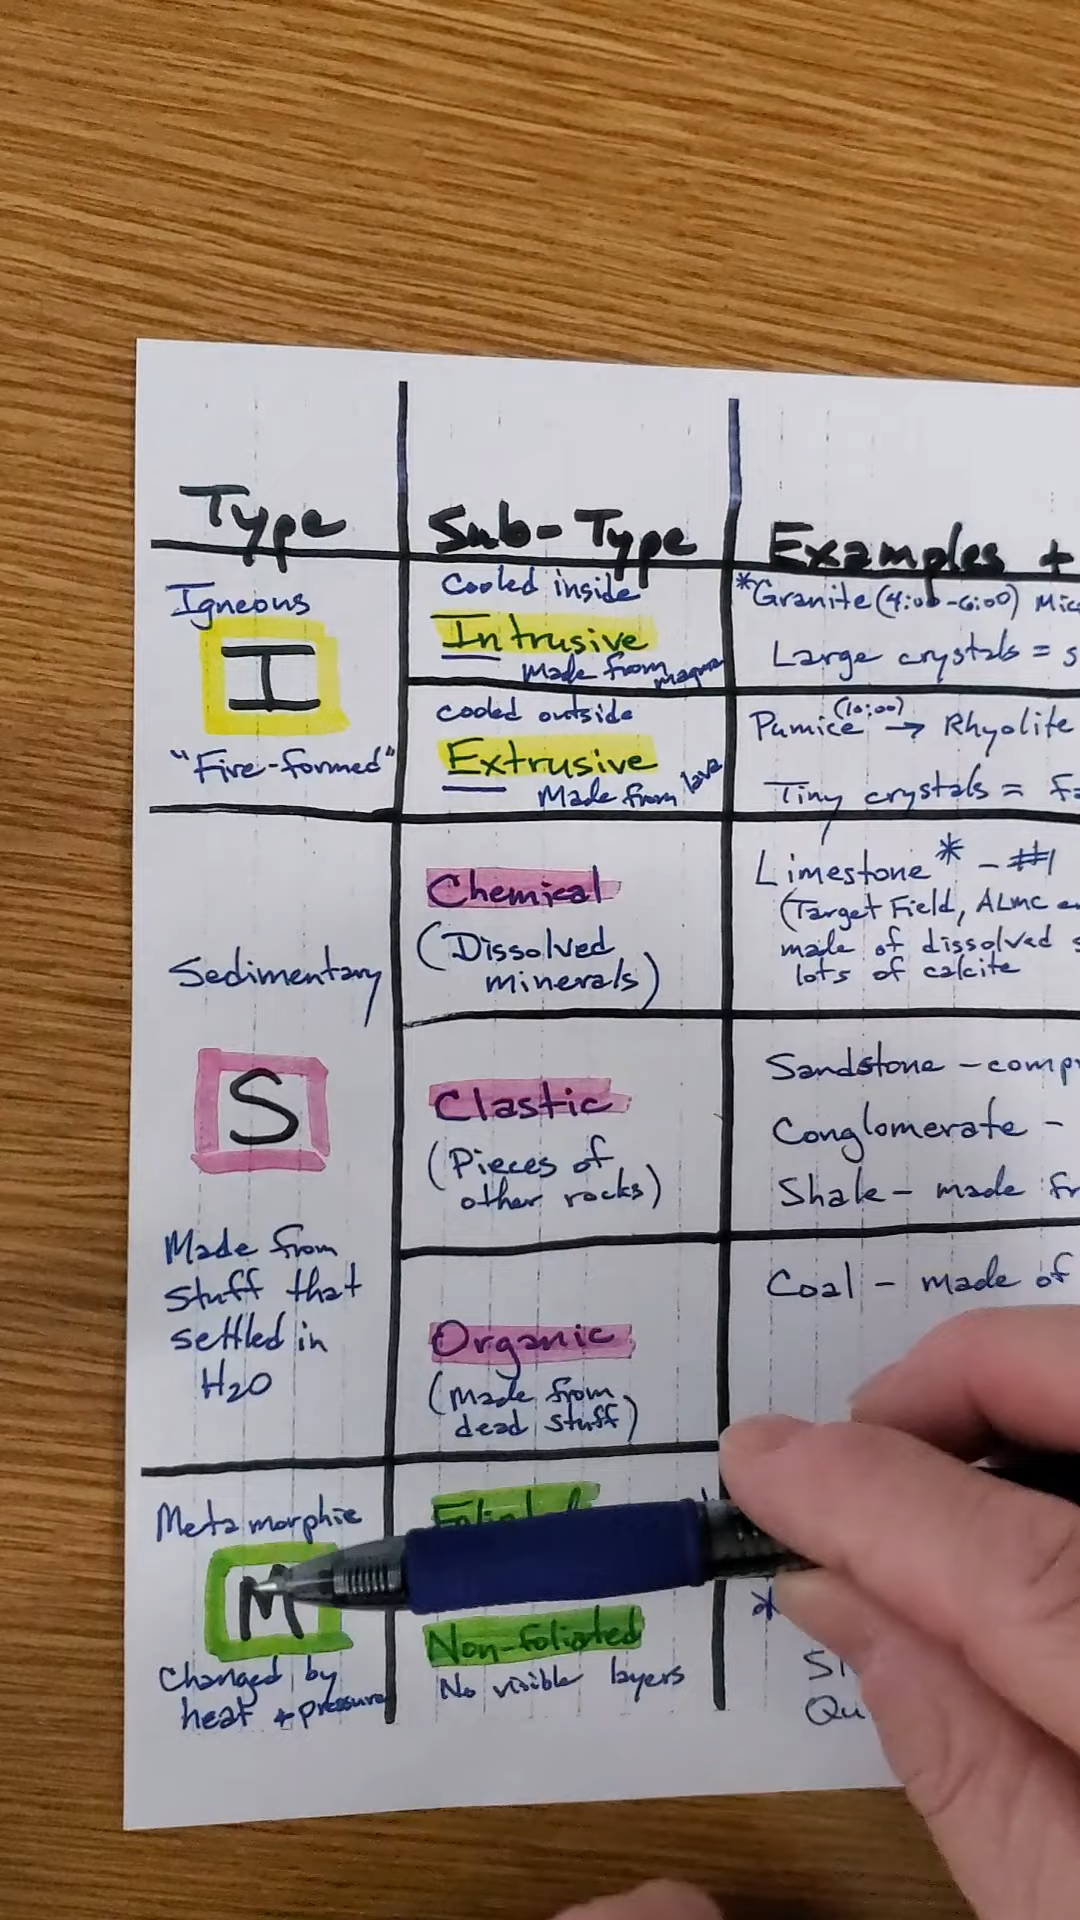 Type
Sub-Type
Examples +
Igneous
I
"Fire-formed"
Cooled inside
Intrusive
Made from magma
*Granite (4:00-6:00)
Large crystals =
cooled outside
Extrusive
Made from lava
(10:00)
Pumice → Rhyolite
Tiny crystals =
Sedimentary
S
Made from
stuff that
settled in
H2O
Chemical
(Dissolved
minerals)
Limestone * - #1
(Target Field, ALMC
made of dissolved
lots of calcite
Clastic
(Pieces of
other rocks)
Sandstone -
Conglomerate -
Shale - made
Organic
(Made from
dead stuff)
Coal - made of
Metamorphic
M
Changed by
heat + pressure
Non-foliated
No visible layers
*